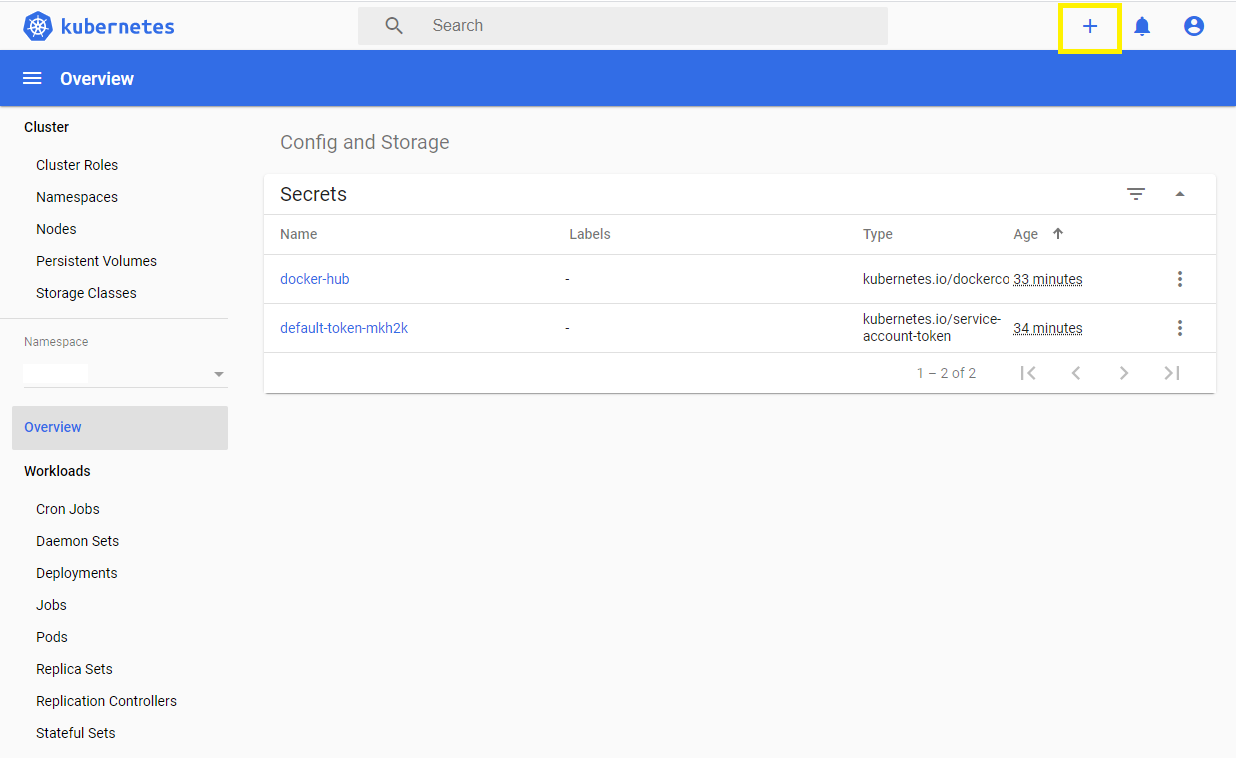 kubernetes
Search
Overview
Cluster
Cluster Roles
Namespaces
Nodes
Persistent Volumes
Storage Classes
Namespace
Overview
Workloads
Cron Jobs
Daemon Sets
Deployments
Jobs
Pods
Replica Sets
Replication Controllers
Stateful Sets
Config and Storage
Secrets
Name Labels Type Age
docker-hub - kubernetes.io/dockerco 33 minutes
default-token-mkh2k - kubernetes.io/service- 34 minutes
account-token
1 – 2 of 2